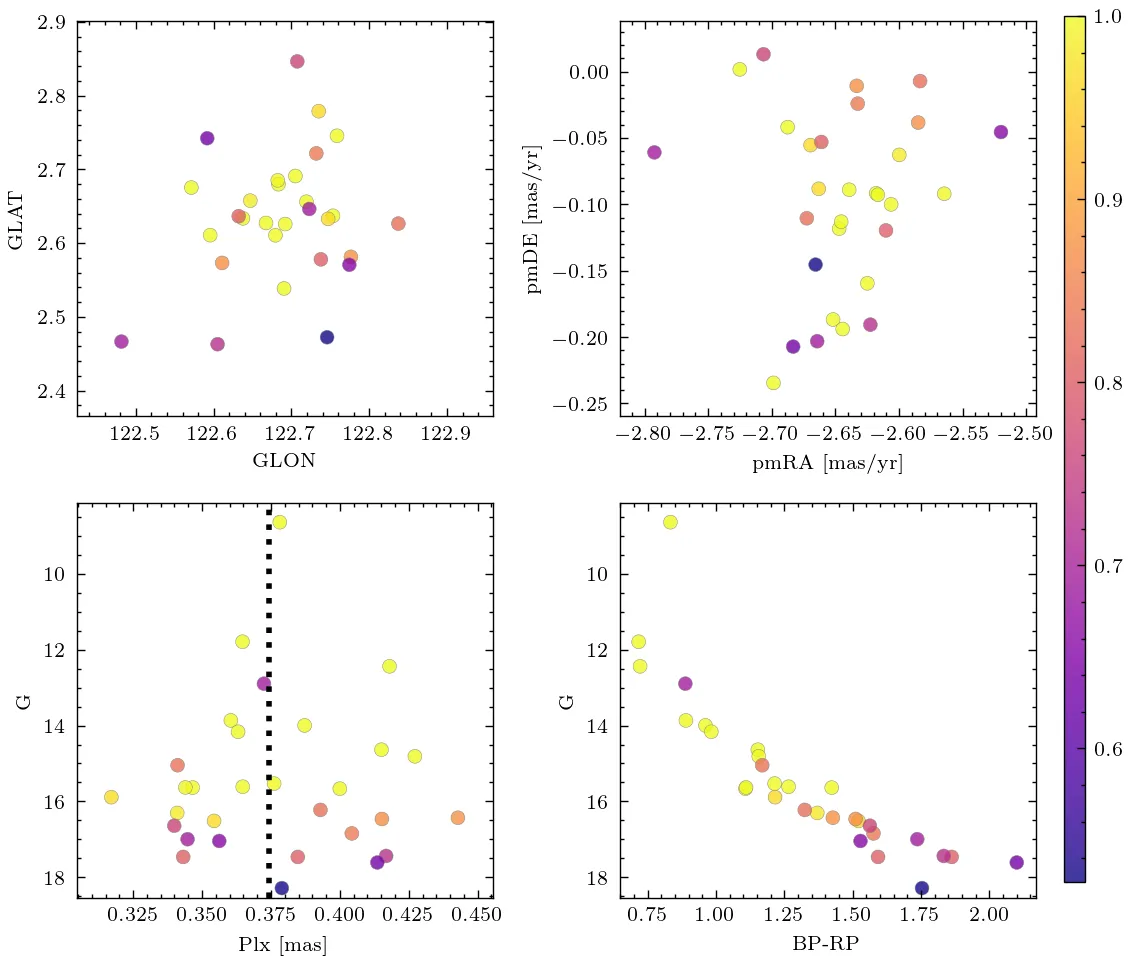 2.9
2.8
2.7
2.6
2.5
2.4
GLAT
122.5 122.6 122.7 122.8 122.9
GLON
0.00
−0.05
−0.10
−0.15
−0.20
−0.25
pmDE [mas/yr]
−2.80 −2.75 −2.70 −2.65 −2.60 −2.55 −2.50
pmRA [mas/yr]
10
12
14
16
18
G
0.325 0.350 0.375 0.400 0.425 0.450
Plx [mas]
10
12
14
16
18
G
0.75 1.00 1.25 1.50 1.75 2.00
BP-RP
1.0
0.9
0.8
0.7
0.6